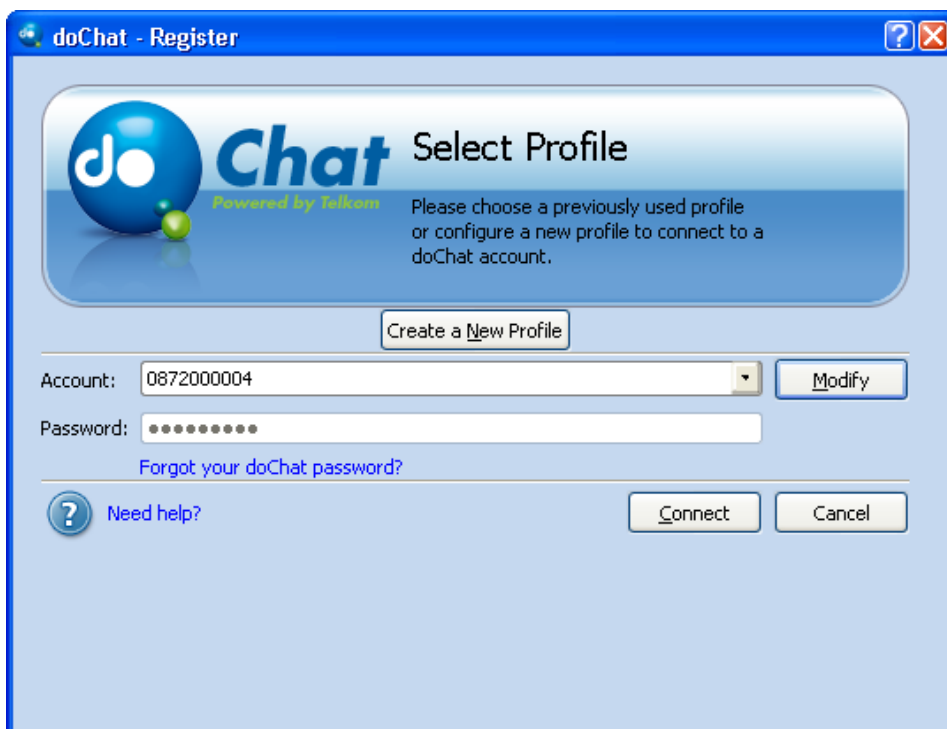 doChat - Register
do Chat
Powered by Telkom
Select Profile
Please choose a previously used profile
or configure a new profile to connect to a
doChat account.
Create a New Profile
Account: 0872000004 Modify
Password: ●●●●●●●●●
Forgot your doChat password?
? Need help? Connect Cancel